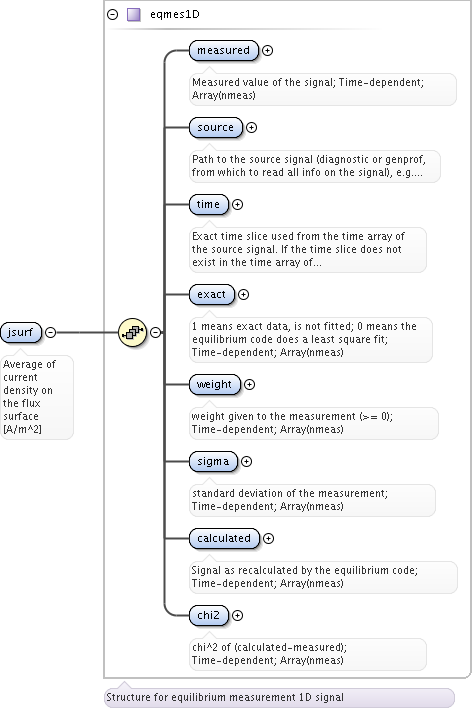 eqmes1D
measured
Measured value of the signal; Time-dependent;
Array(nmeas)
source
Path to the source signal (diagnostic or genprof,
from which to read all info on the signal), e.g....
time
Exact time slice used from the time array of
the source signal. If the time slice does not
exist in the time array of...
exact
1 means exact data, is not fitted; 0 means the
equilibrium code does a least square fit;
Time-dependent; Array(nmeas)
jsurf
Average of
current
density on
the flux
surface
[A/m^2]
weight
weight given to the measurement (>= 0);
Time-dependent; Array(nmeas)
sigma
standard deviation of the measurement;
Time-dependent; Array(nmeas)
calculated
Signal as recalculated by the equilibrium code;
Time-dependent; Array(nmeas)
chi2
chi^2 of (calculated-measured);
Time-dependent; Array(nmeas)
Structure for equilibrium measurement 1D signal